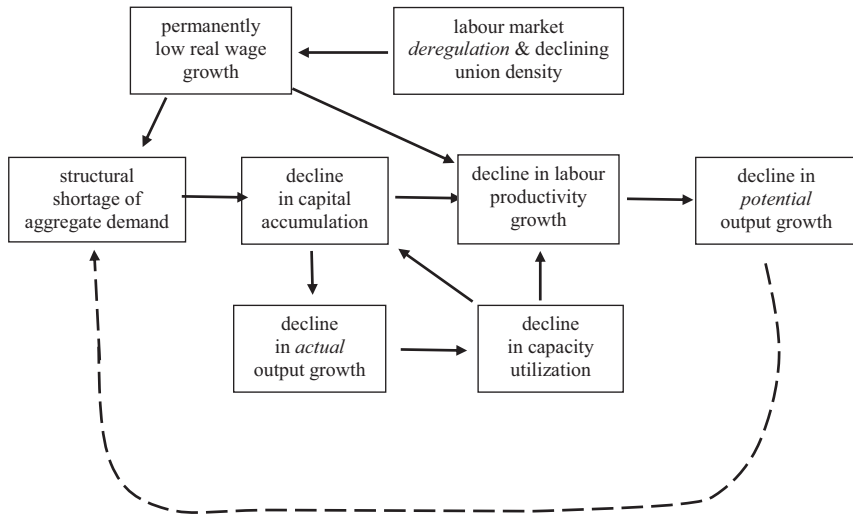 permanently
low real wage
growth
labour market
deregulation & declining
union density
structural
shortage of
aggregate demand
decline
in capital
accumulation
decline in labour
productivity
growth
decline in
potential
output growth
decline
in actual
output growth
decline
in capacity
utilization